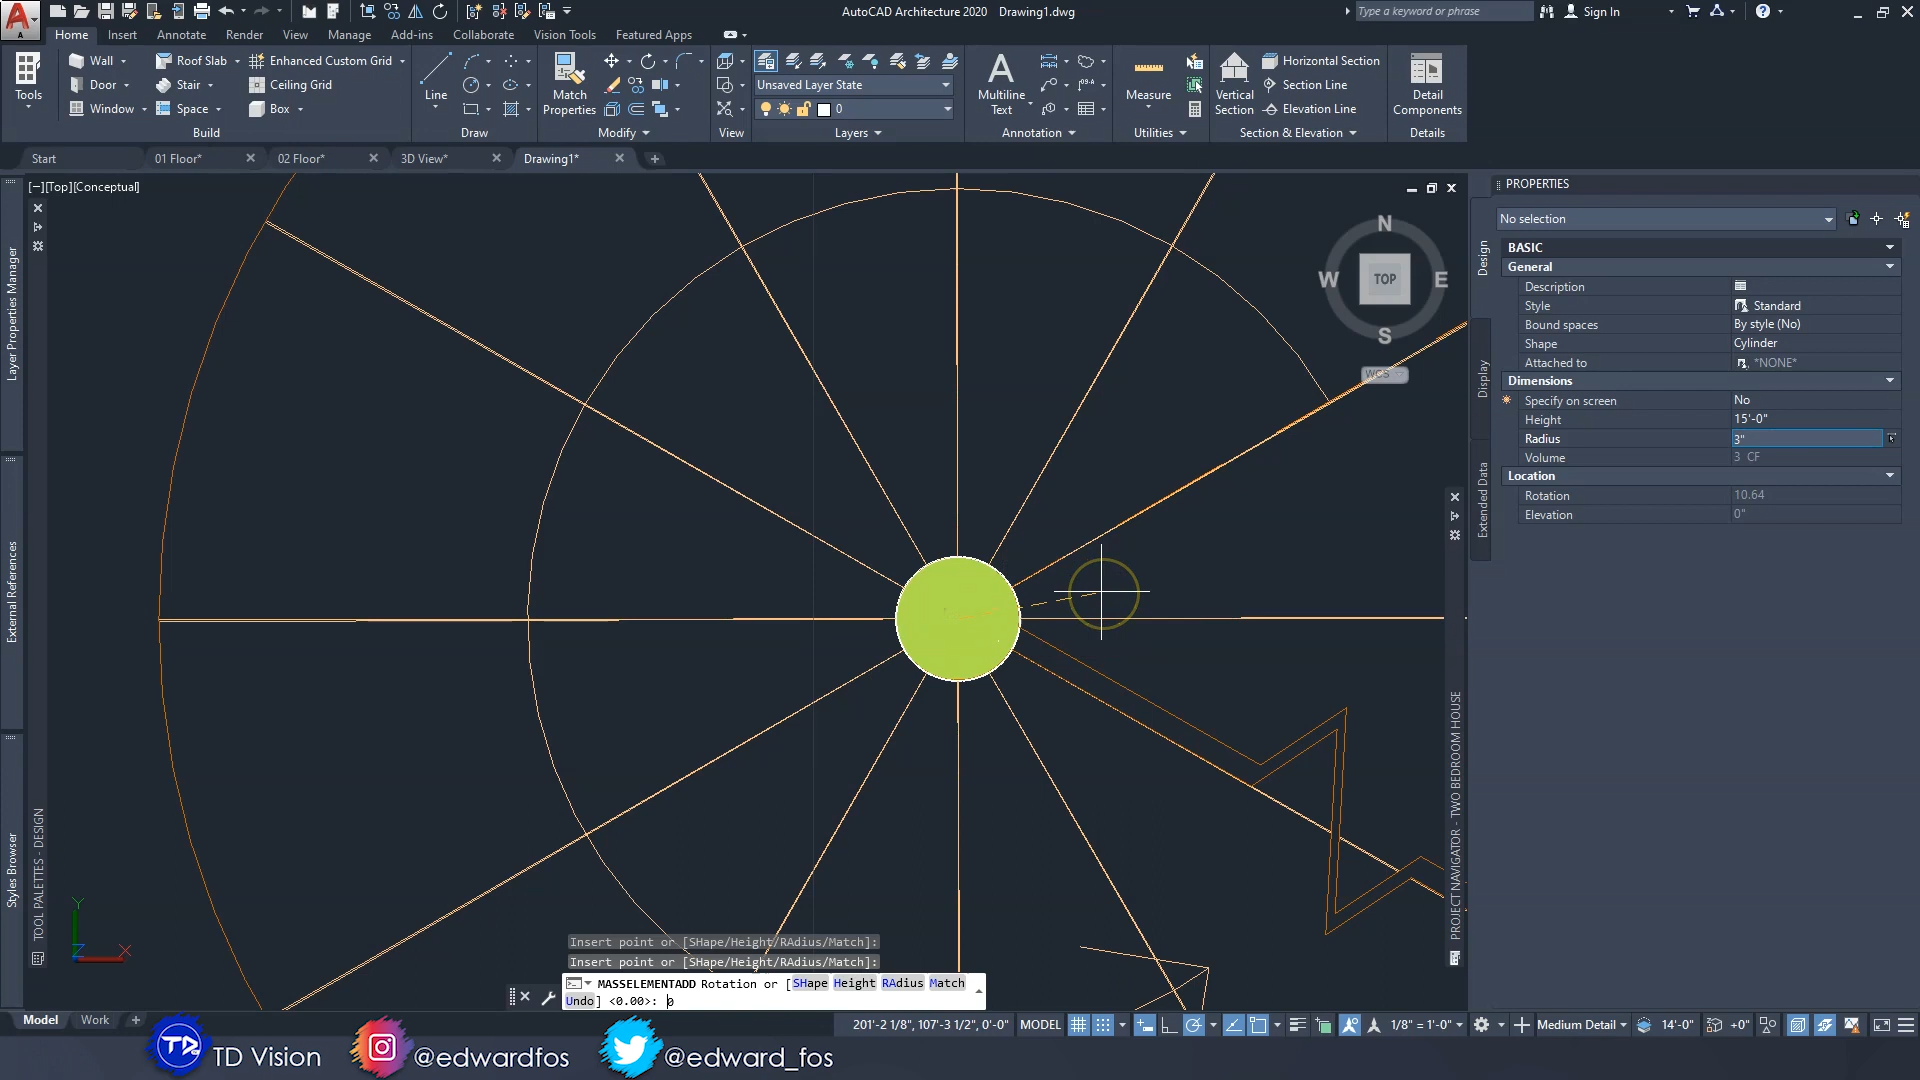 AutoCAD Architecture 2020 Drawing1.dwg
Type a keyword or phrase
Sign In
Home Insert Annotate Render View Manage Add-ins Collaborate Vision Tools Featured Apps
Tools
Wall
Door
Window
Roof Slab
Stair
Space
Enhanced Custom Grid
Ceiling Grid
Box
Build
Line
Draw
Match
Properties
Modify
View
Unsaved Layer State
0
Layers
Multiline
Text
Annotation
Measure
Utilities
Vertical
Section
Horizontal Section
Section Line
Elevation Line
Section & Elevation
Detail
Components
Details
Start 01 Floor* 02 Floor* 3D View* Drawing1*
[−][Top][Conceptual]
Layer Properties Manager
External References
Styles Browser
TOOL PALETTES - DESIGN
N
W TOP E
S
WCS
PROJECT NAVIGATOR - TWO BEDROOM HOUSE
PROPERTIES
No selection
Design
Display
Extended Data
BASIC
General
Description
Style Standard
Bound spaces By style (No)
Shape Cylinder
Attached to *NONE*
Dimensions
Specify on screen No
Height 15'-0"
Radius 3"
Volume 3 CF
Location
Rotation 10.64
Elevation 0"
Y
Z X
Insert point or [SHape/Height/RAdius/Match]:
Insert point or [SHape/Height/RAdius/Match]:
MASSELEMENTADD Rotation or [SHape Height RAdius Match
Undo] <0.00>: 0
Model Work +
201'-2 1/8", 107'-3 1/2", 0'-0" MODEL 1/8" = 1'-0" Medium Detail 14'-0" +0"
TD Vision @edwardfos @edward_fos